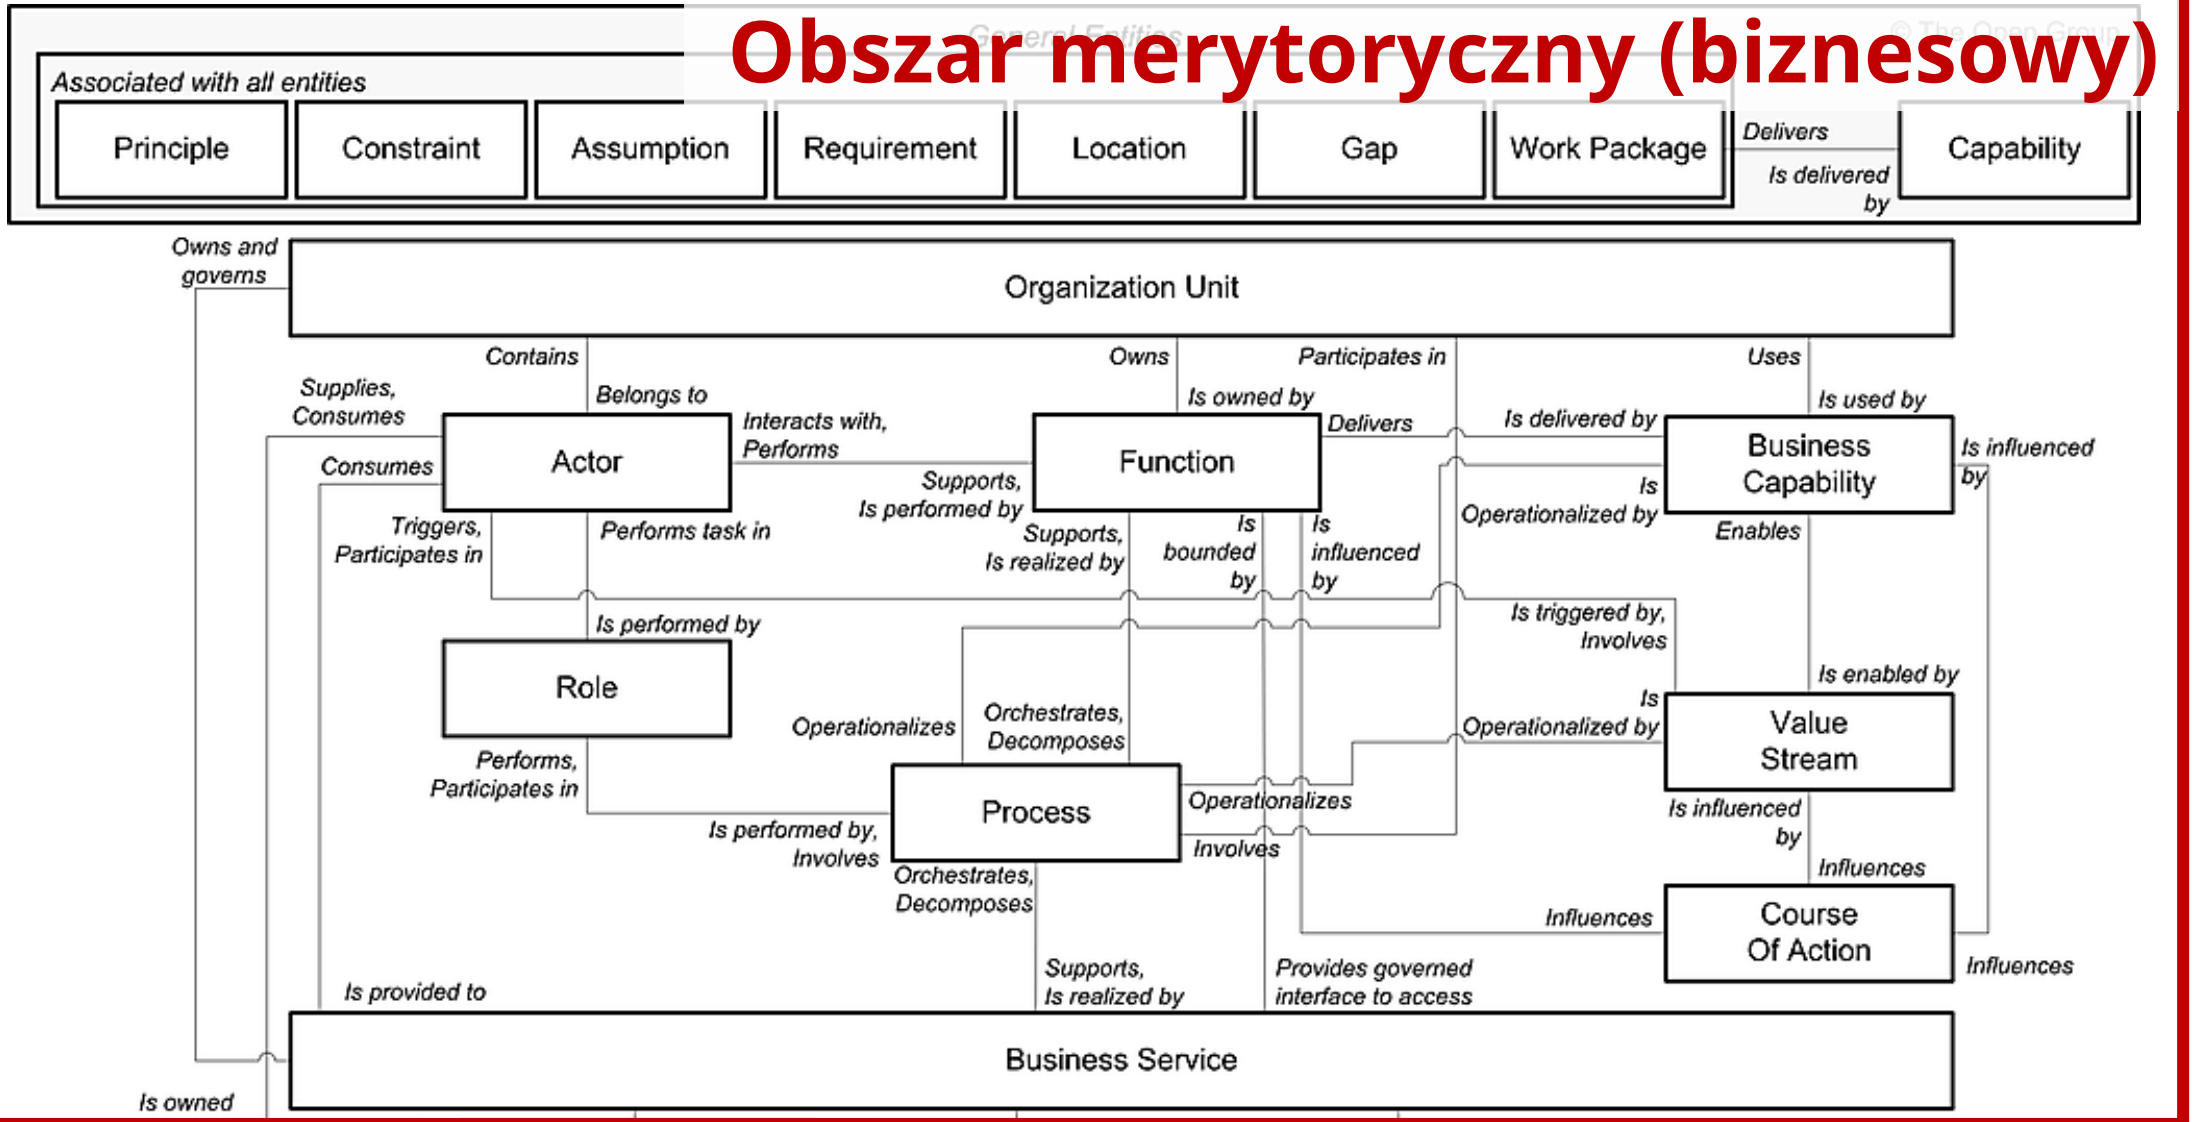 General Entities
© The Open Group
Obszar merytoryczny (biznesowy)
Associated with all entities
Principle
Constraint
Assumption
Requirement
Location
Gap
Work Package
Delivers
Is delivered
by
Capability
Owns and
governs
Organization Unit
Contains
Belongs to
Owns
Is owned by
Participates in
Uses
Is used by
Supplies,
Consumes
Consumes
Actor
Interacts with,
Performs
Supports,
Is performed by
Function
Delivers
Is delivered by
Is
Operationalized by
Business
Capability
Is influenced
by
Triggers,
Participates in
Performs task in
Supports,
Is realized by
Is
bounded
by
Is
influenced
by
Enables
Is performed by
Is triggered by,
Involves
Role
Is enabled by
Operationalizes
Orchestrates,
Decomposes
Is
Operationalized by
Value
Stream
Performs,
Participates in
Is performed by,
Involves
Process
Operationalizes
Involves
Is influenced
by
Influences
Orchestrates,
Decomposes
Influences
Course
Of Action
Influences
Is provided to
Supports,
Is realized by
Provides governed
interface to access
Business Service
Is owned